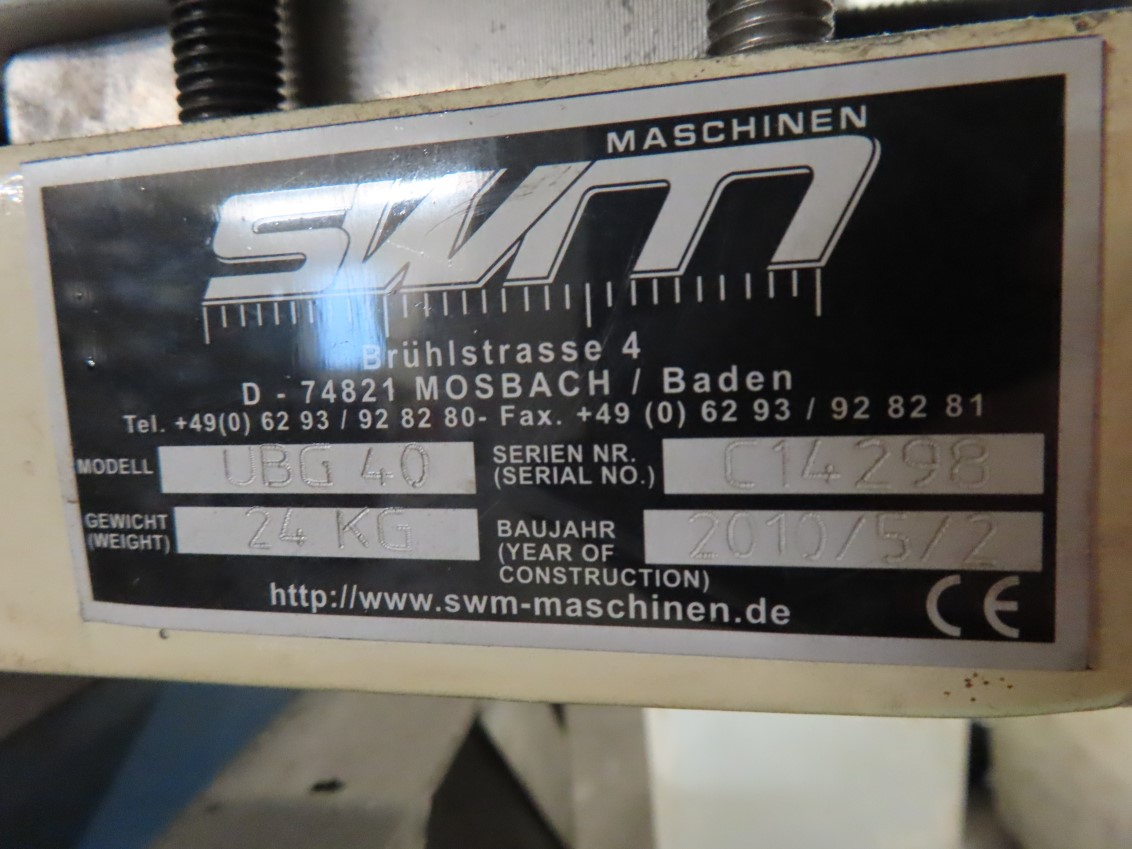 MASCHINEN
swm
Brühlstrasse 4
D - 74821 MOSBACH / Baden
Tel. +49(0) 62 93 / 92 82 80- Fax. +49 (0) 62 93 / 92 82 81
MODELL UBG 40
SERIEN NR. (SERIAL NO.) C14298
GEWICHT (WEIGHT) 24 KG
BAUJAHR (YEAR OF CONSTRUCTION) 2010/5/2
http://www.swm-maschinen.de
CE